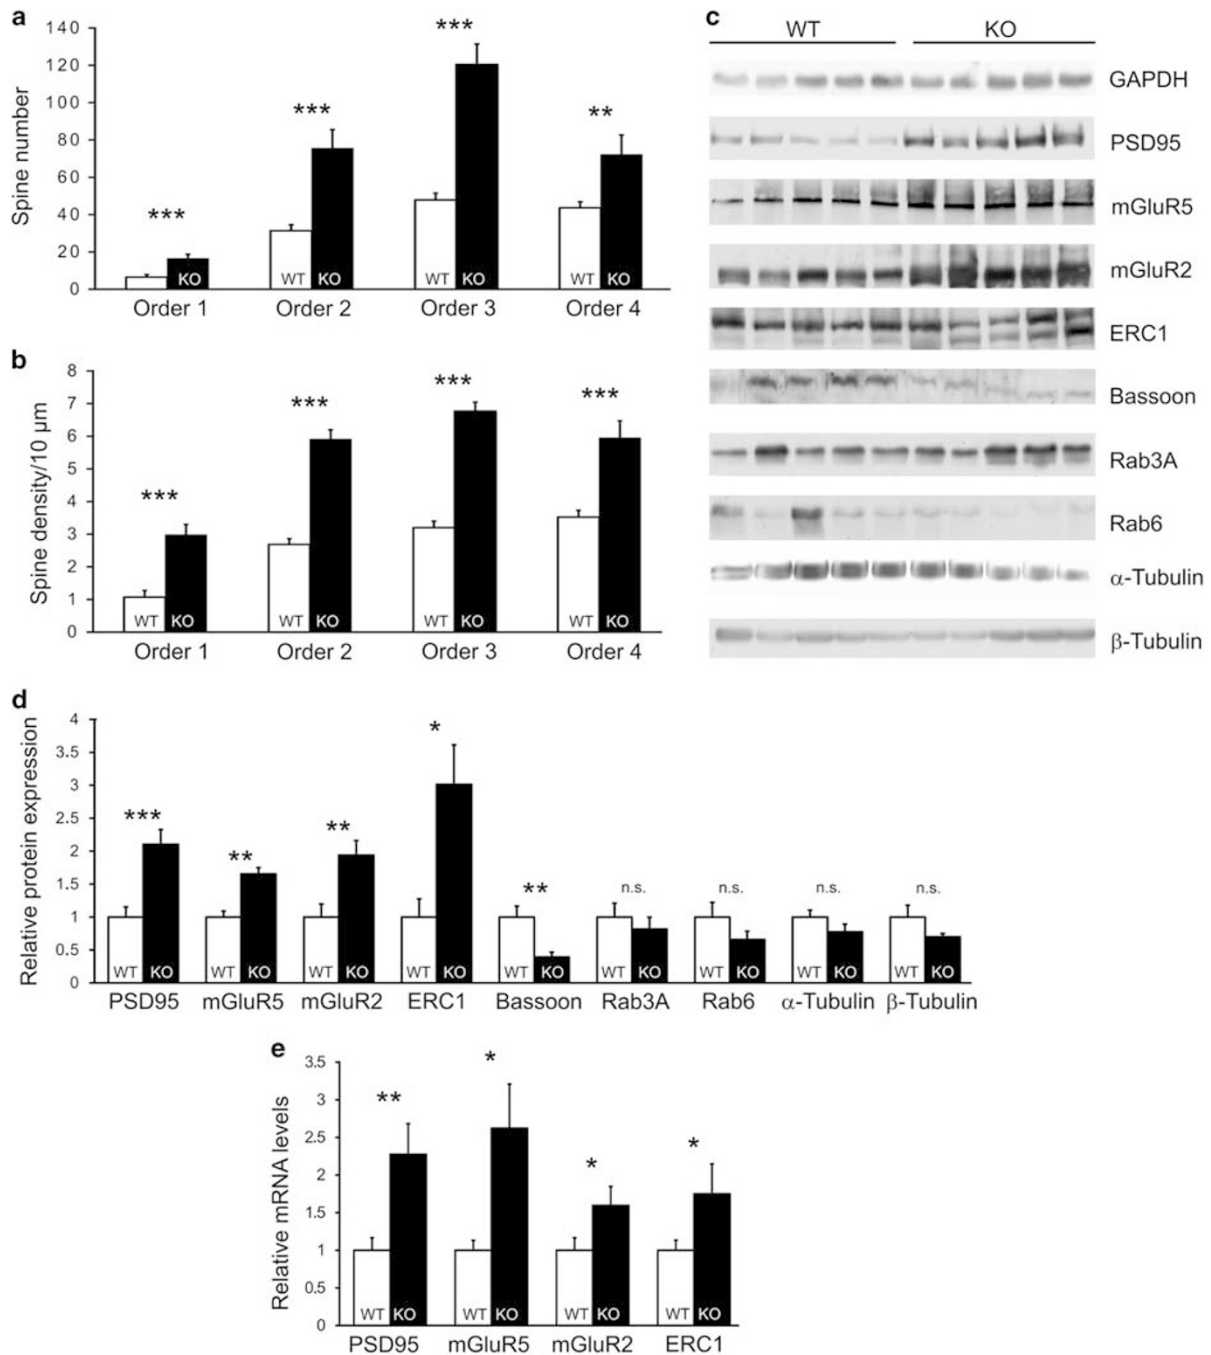 a
Spine number
140
120
100
80
60
40
20
0
***
***
***
**
WT KO WT KO WT KO
KO
Order 1 Order 2 Order 3 Order 4
b
Spine density/10 µm
8
7
6
5
4
3
2
1
0
***
***
***
***
WT KO WT KO WT KO WT KO
Order 1 Order 2 Order 3 Order 4
c
WT KO
GAPDH
PSD95
mGluR5
mGluR2
ERC1
Bassoon
Rab3A
Rab6
α-Tubulin
β-Tubulin
d
Relative protein expression
4
3.5
3
2.5
2
1.5
1
0.5
0
***
**
**
*
**
n.s. n.s. n.s. n.s.
WT KO WT KO WT KO WT KO WT KO WT KO WT KO WT KO WT KO
PSD95 mGluR5 mGluR2 ERC1 Bassoon Rab3A Rab6 α-Tubulin β-Tubulin
e
Relative mRNA levels
3.5
3
2.5
2
1.5
1
0.5
0
**
*
*
*
WT KO WT KO WT KO WT KO
PSD95 mGluR5 mGluR2 ERC1